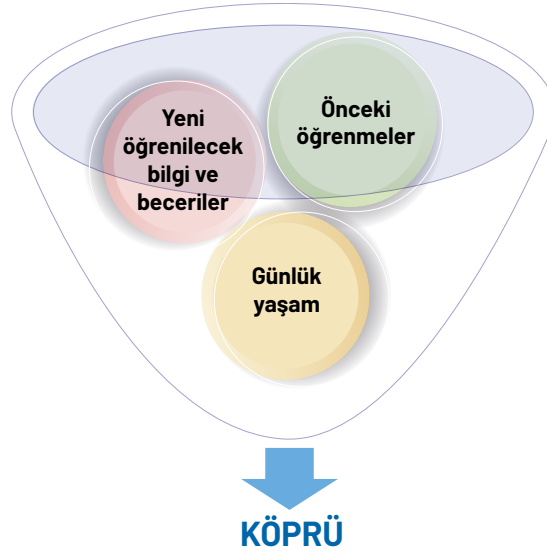 Yeni
öğrenilecek
bilgi ve
beceriler
Önceki
öğrenmeler
Günlük
yaşam
KÖPRÜ